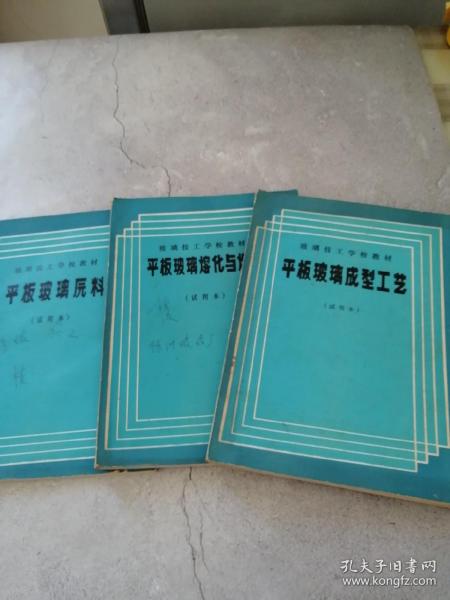 玻璃技工学校教材
平板玻璃原料
（试用本）
玻璃技工学校教材
平板玻璃熔化与
（试用本）
玻璃技工学校教材
平板玻璃成型工艺
（试用本）
孔夫子旧书网
www.kongfz.com